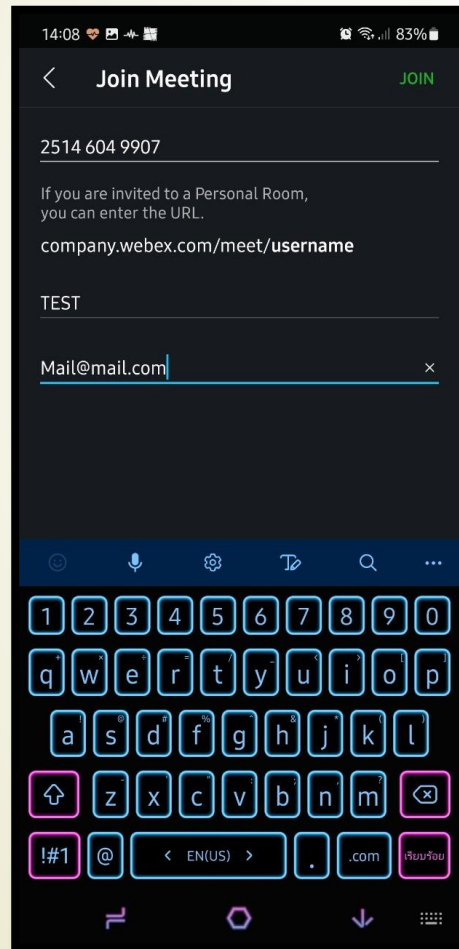 14:08 83%
Join Meeting JOIN
2514 604 9907
If you are invited to a Personal Room,
you can enter the URL.
company.webex.com/meet/username
TEST
Mail@mail.com
1 2 3 4 5 6 7 8 9 0
q w e r t y u i o p
a s d f g h j k l
z x c v b n m
!#1 @ < EN(US) > . .com เรียบร้อย